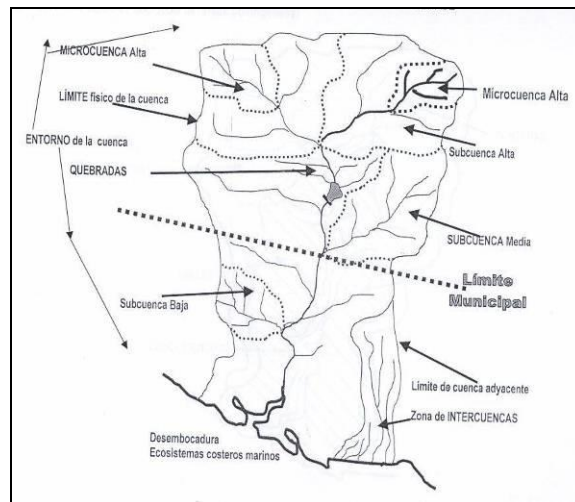 MICROCUENCA Alta
LÍMITE físico de la cuenca
Microcuenca Alta
ENTORNO de la cuenca
Subcuenca Alta
QUEBRADAS
SUBCUENCA Media
Límite
Municipal
Subcuenca Baja
Limite de cuenca adyacente
Zona de INTERCUENCAS
Desembocadura
Ecosistemas costeros marinos